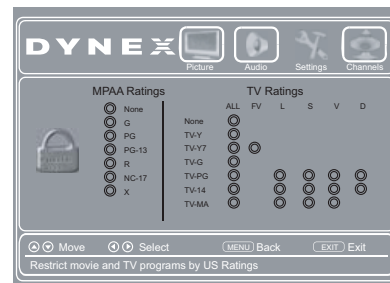 DYNEX
Picture Audio Settings Channels
MPAA Ratings TV Ratings
ALL FV L S V D
None
G
PG
PG-13
R
NC-17
X
None
TV-Y
TV-Y7
TV-G
TV-PG
TV-14
TV-MA
Move Select MENU Back EXIT Exit
Restrict movie and TV programs by US Ratings